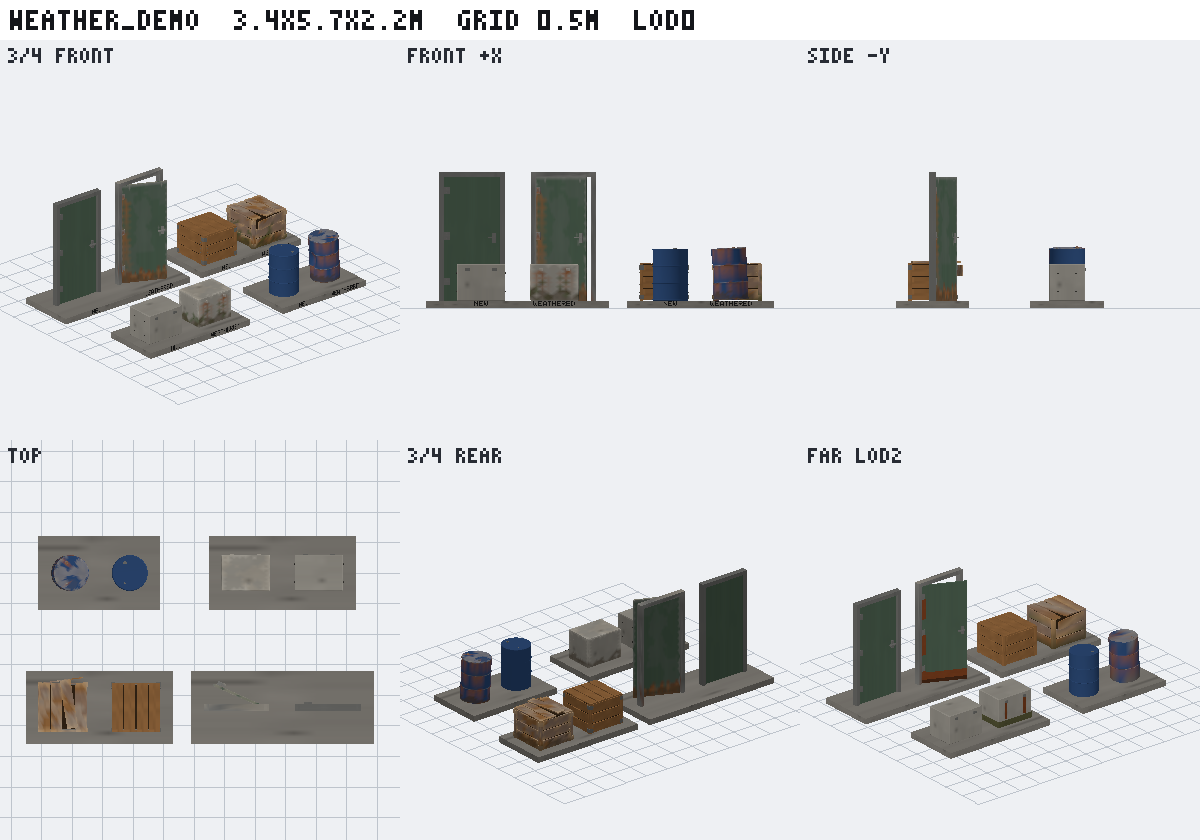 WEATHER_DEMO 3.4X5.7X2.2M GRID 0.5M LOD0
3/4 FRONT
FRONT +X
SIDE -Y
NEW
WEATHERED
NEW
WEATHERED
TOP
3/4 REAR
FAR LOD2